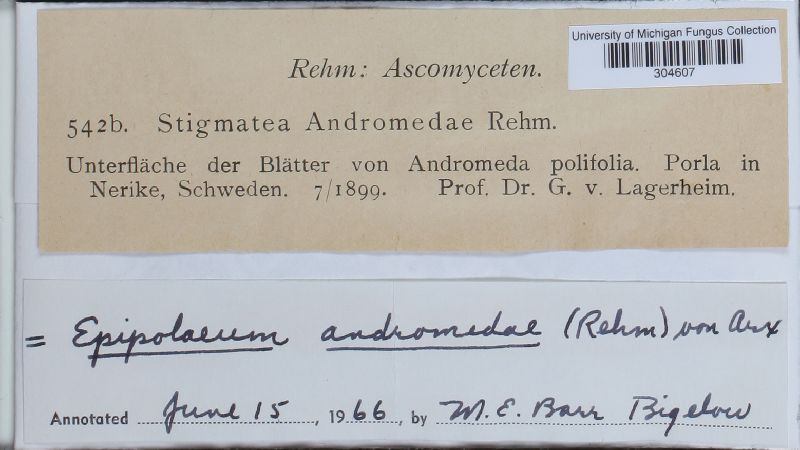 University of Michigan Fungus Collection
304607
Rehm: Ascomyceten.
542b. Stigmatea Andromedae Rehm.
Unterfläche der Blätter von Andromeda polifolia. Porla in
Nerike, Schweden. 7/1899. Prof. Dr. G. v. Lagerheim.
= Epipolaeum andromedae (Rehm) von Arx
Annotated June 15, 1966, by M. E. Barr Bigelow